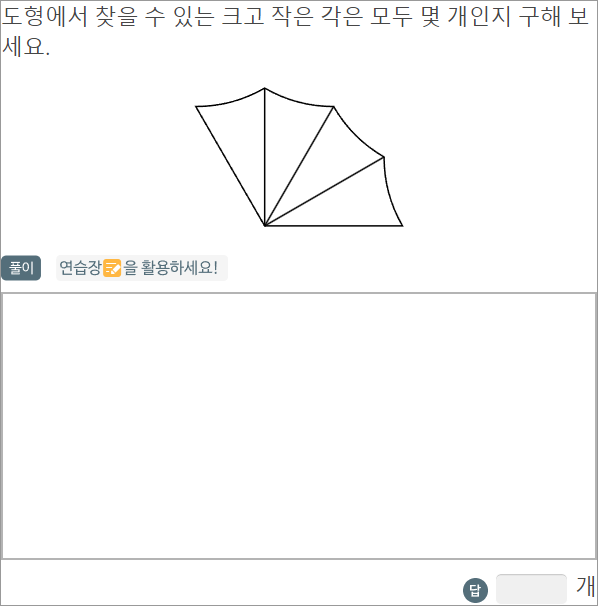 도형에서 찾을 수 있는 크고 작은 각은 모두 몇 개인지 구해 보
세요.
풀이 연습장을 활용하세요!
답 개